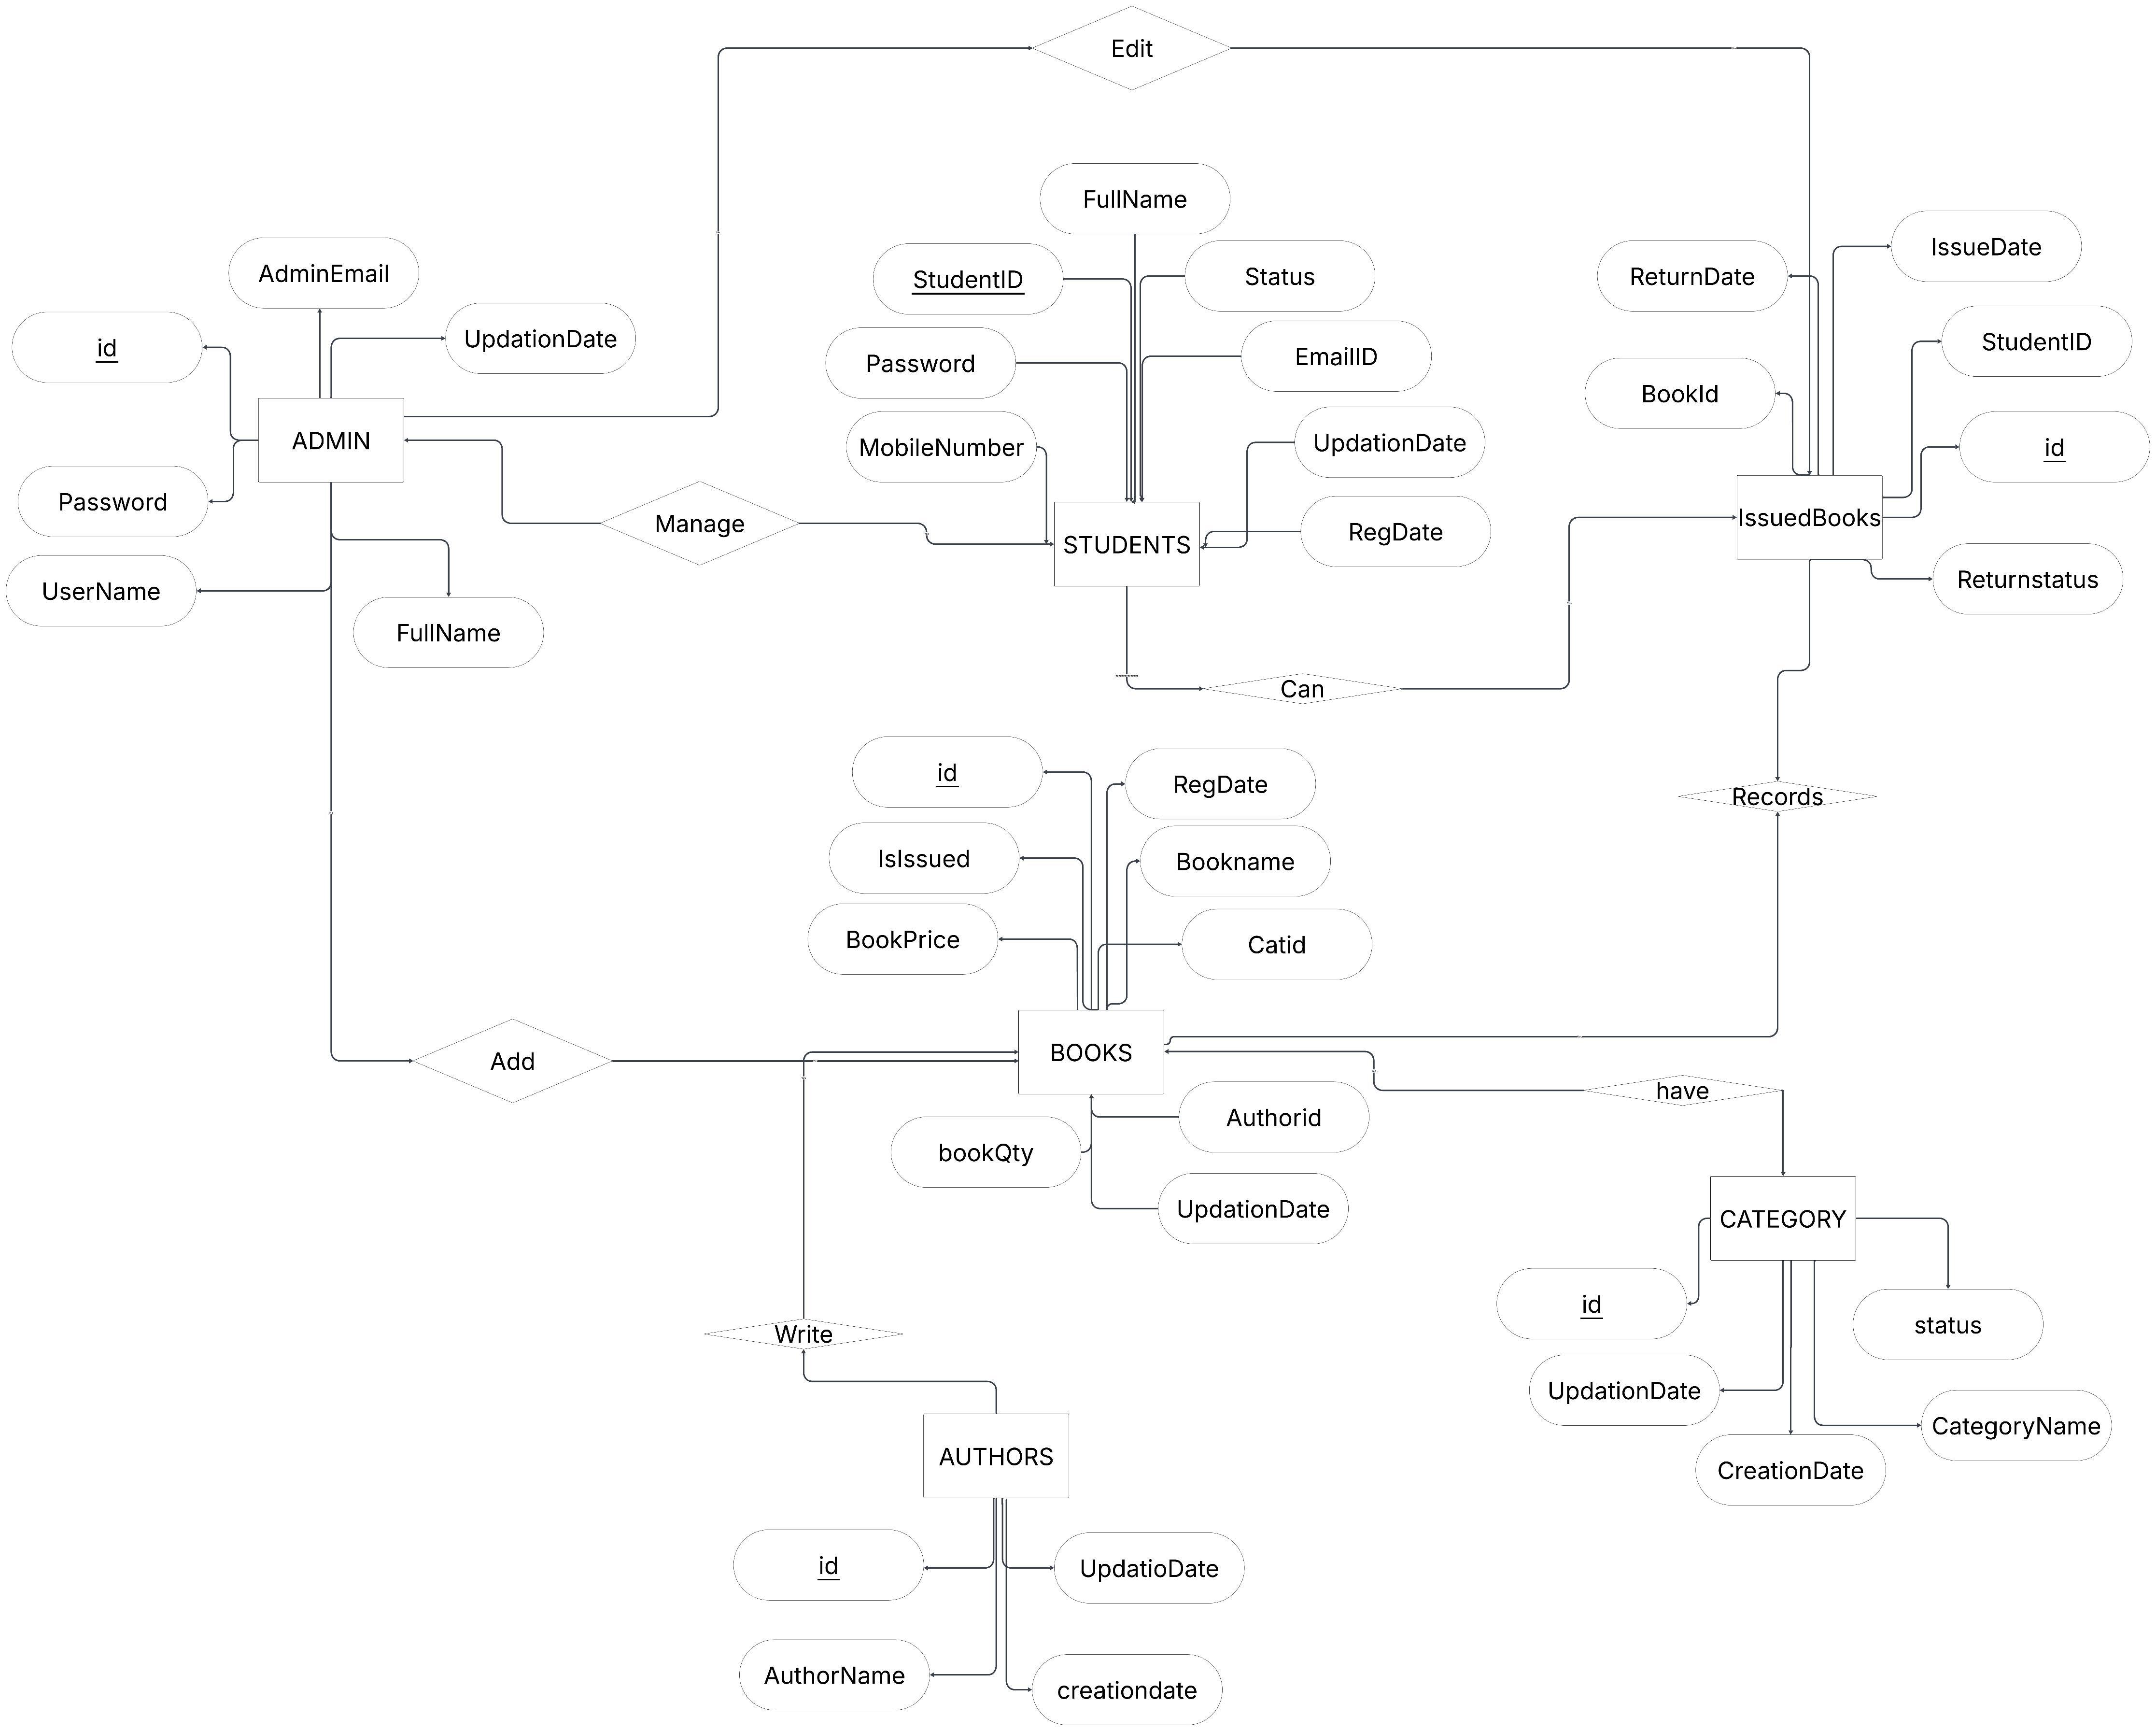 Edit
FullName
IssueDate
AdminEmail
StudentID
Status
ReturnDate
id
UpdationDate
StudentID
Password
EmailID
BookId
ADMIN
MobileNumber
UpdationDate
id
Password
Manage
STUDENTS
RegDate
IssuedBooks
UserName
FullName
Returnstatus
Can
id
RegDate
Records
IsIssued
Bookname
BookPrice
Catid
Add
BOOKS
have
Authorid
bookQty
UpdationDate
CATEGORY
id
status
Write
UpdationDate
CategoryName
AUTHORS
CreationDate
id
UpdatioDate
AuthorName
creationdate